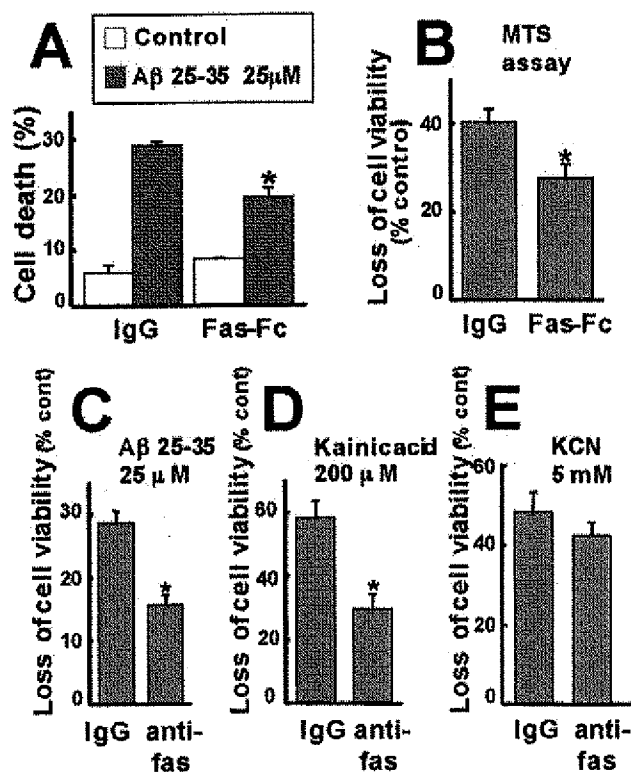 A
Control
Aβ 25-35 25μM
Cell death (%)
30
20
10
0
IgG Fas-Fc
B
MTS
assay
Loss of cell viability
(% control)
40
20
0
IgG Fas-Fc
C
Aβ 25-35
25 μ M
Loss of cell viability (% cont)
30
20
10
0
IgG anti-
fas
D
Kainicacid
200 μ M
Loss of cell viability (% cont)
60
40
20
0
IgG anti-
fas
E
KCN
5 mM
Loss of cell viability (% cont)
60
40
20
0
IgG anti-
fas